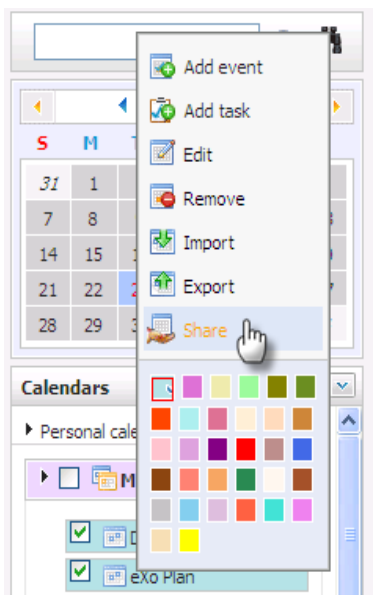 Add event
Add task
Edit
Remove
Import
Export
Share
S M
31 1
7 8
14 15
21 22
28 29
Calendars
Personal
eXo Plan